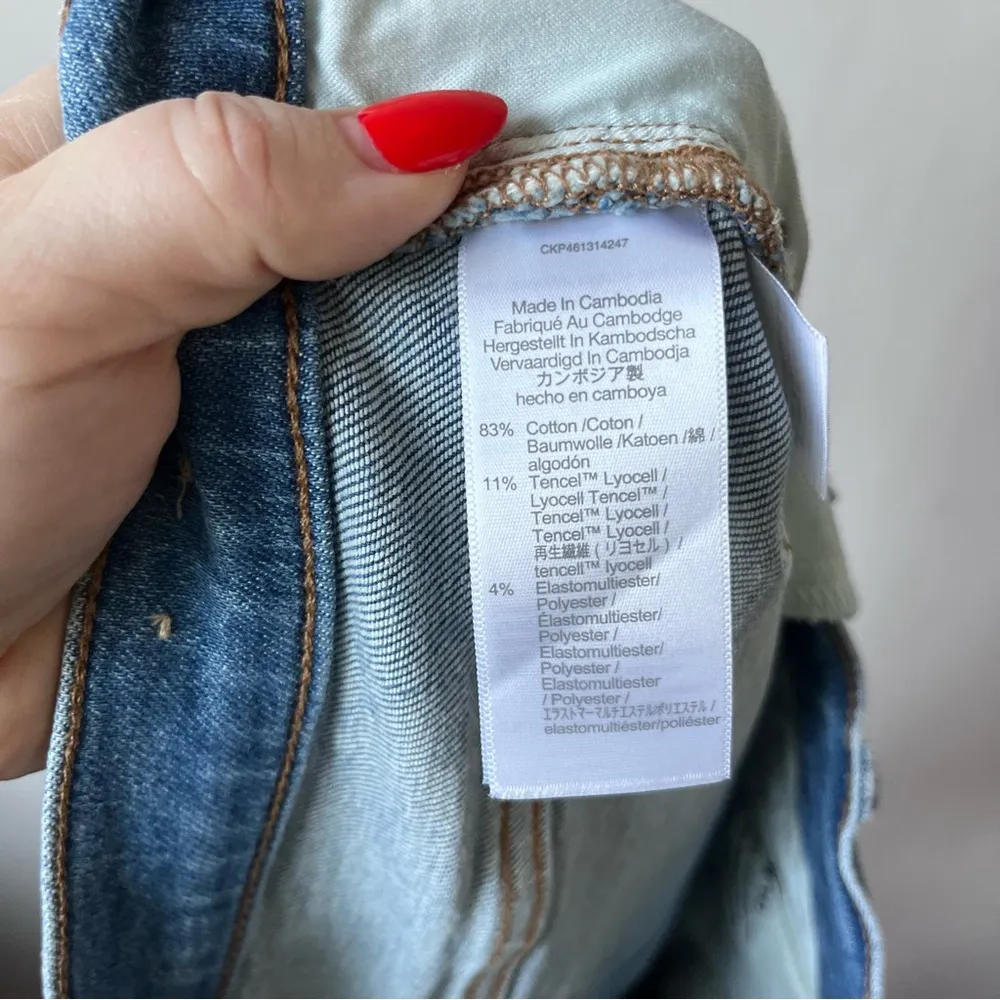 CKP461314247
Made In Cambodia
Fabriqué Au Cambodge
Hergestellt In Kambodscha
Vervaardigd In Cambodja
カンボジア製
hecho en camboya
83% Cotton /Coton /
Baumwolle /Katoen /綿 /
algodón
11% Tencel™ Lyocell /
Lyocell Tencel™ /
Tencel™ Lyocell /
Tencel™ Lyocell /
再生繊維 ( リヨセル ) /
tencell™ lyocell
4% Elastomultiester/
Polyester /
Élastomultiester/
Polyester /
Elastomultiester/
Polyester /
Elastomultiester
/ Polyester /
エラストマーマルチエステル/ポリエステル /
elastomultiéster/poliéster